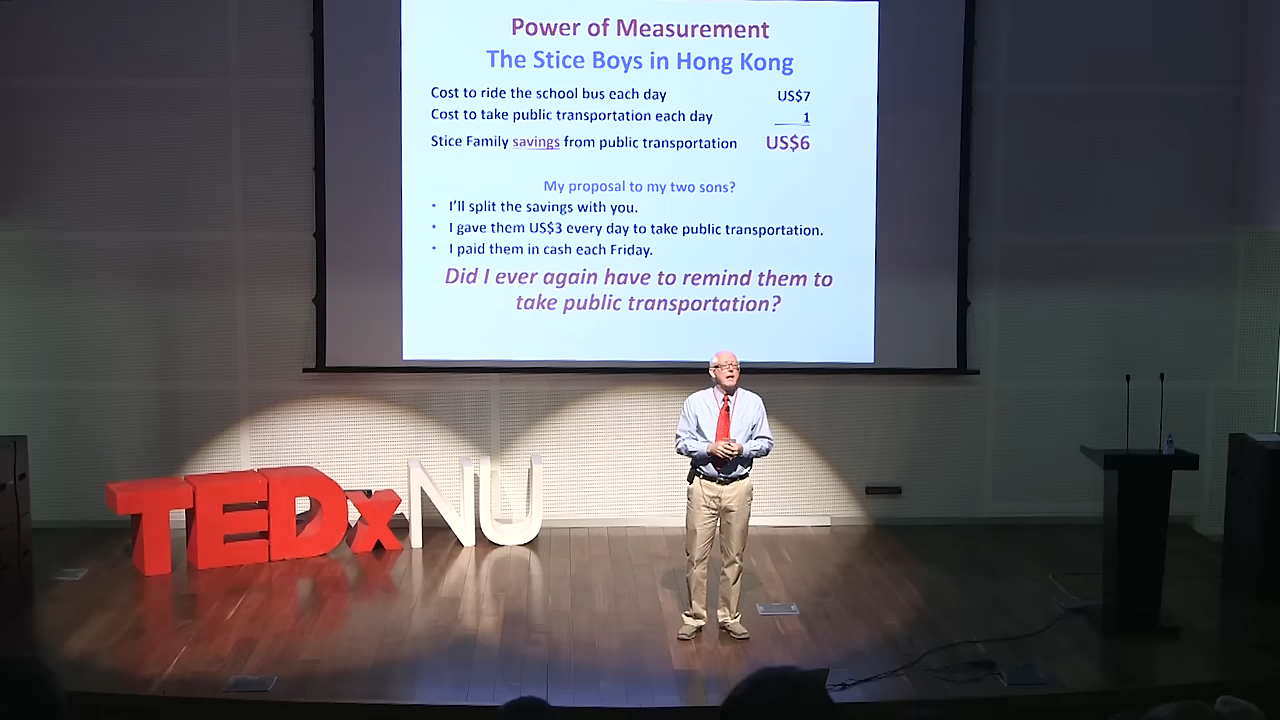 Power of Measurement
The Stice Boys in Hong Kong
Cost to ride the school bus each day US$7
Cost to take public transportation each day 1
Stice Family savings from public transportation US$6
My proposal to my two sons?
• I'll split the savings with you.
• I gave them US$3 every day to take public transportation.
• I paid them in cash each Friday.
Did I ever again have to remind them to
take public transportation?
TEDxNU